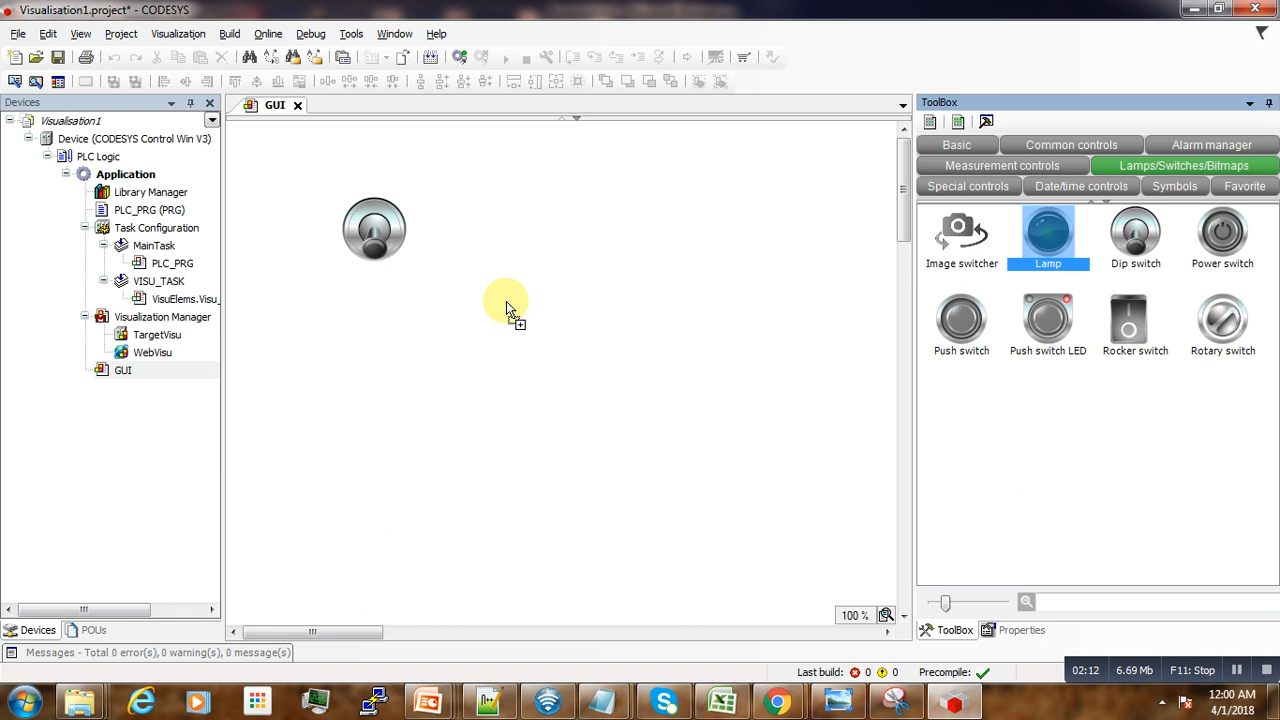 Visualisation1.project* - CODESYS
File Edit View Project Visualization Build Online Debug Tools Window Help
Devices
GUI
ToolBox
Visualisation1
Device (CODESYS Control Win V3)
PLC Logic
Application
Library Manager
PLC_PRG (PRG)
Task Configuration
MainTask
PLC_PRG
VISU_TASK
VisuElems.Visu_
Visualization Manager
TargetVisu
WebVisu
GUI
Basic Common controls Alarm manager
Measurement controls Lamps/Switches/Bitmaps
Special controls Date/time controls Symbols Favorite
Image switcher Lamp Dip switch Power switch
Push switch Push switch LED Rocker switch Rotary switch
100 %
Devices POUs
ToolBox Properties
Messages - Total 0 error(s), 0 warning(s), 0 message(s)
Last build: 0 0 Precompile:
02:12 6.69 Mb F11: Stop
12:00 AM
4/1/2018